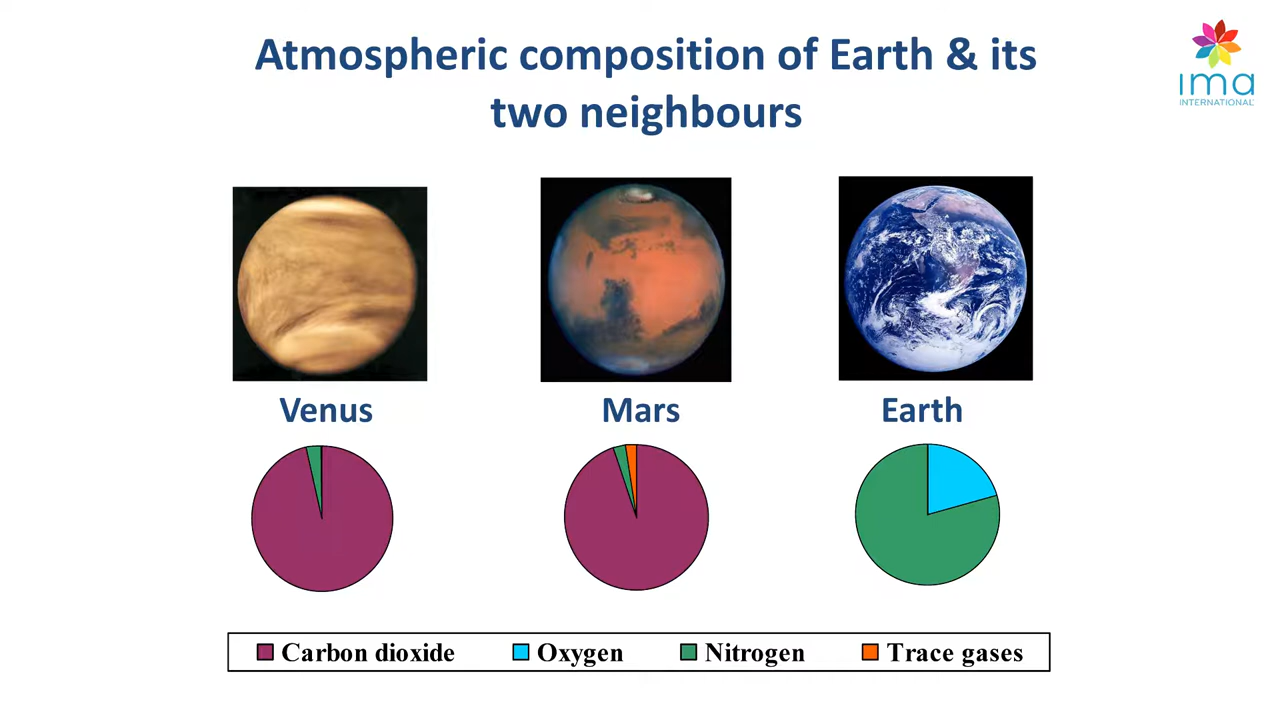 Atmospheric composition of Earth & its
two neighbours
ima
INTERNATIONAL
Venus
Mars
Earth
Carbon dioxide
Oxygen
Nitrogen
Trace gases